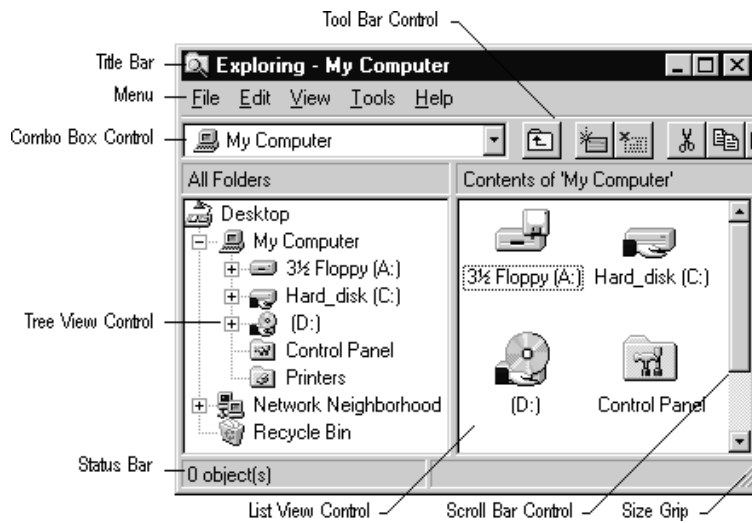 Tool Bar Control
Title Bar
Exploring - My Computer
Menu
File Edit View Tools Help
Combo Box Control
My Computer
All Folders
Contents of 'My Computer'
Desktop
My Computer
3½ Floppy (A:)
Hard_disk (C:)
(D:)
Control Panel
Printers
Network Neighborhood
Recycle Bin
3½ Floppy (A:)
Hard_disk (C:)
(D:)
Control Panel
Tree View Control
Status Bar
0 object(s)
List View Control
Scroll Bar Control
Size Grip